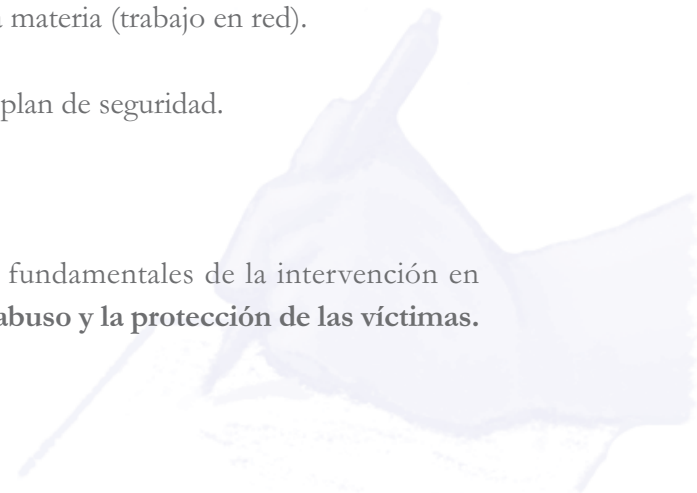 materia (trabajo en red).
plan de seguridad.
fundamentales de la intervención en
abuso y la protección de las víctimas.